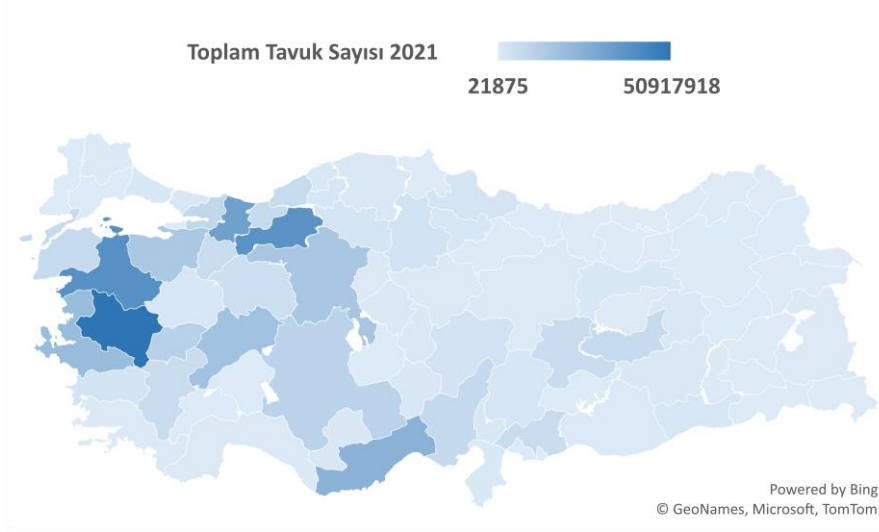 Toplam Tavuk Sayısı 2021
21875 50917918
Powered by Bing
© GeoNames, Microsoft, TomTom